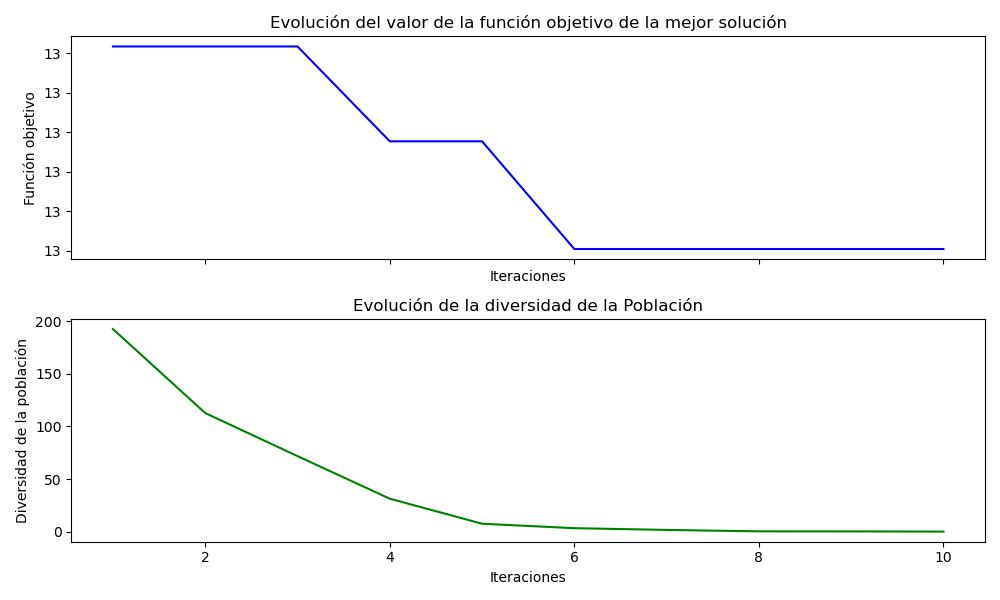 Evolución del valor de la función objetivo de la mejor solución
Función objetivo
13
13
13
13
13
13
Iteraciones
Evolución de la diversidad de la Población
Diversidad de la población
200
150
100
50
0
2 4 6 8 10
Iteraciones